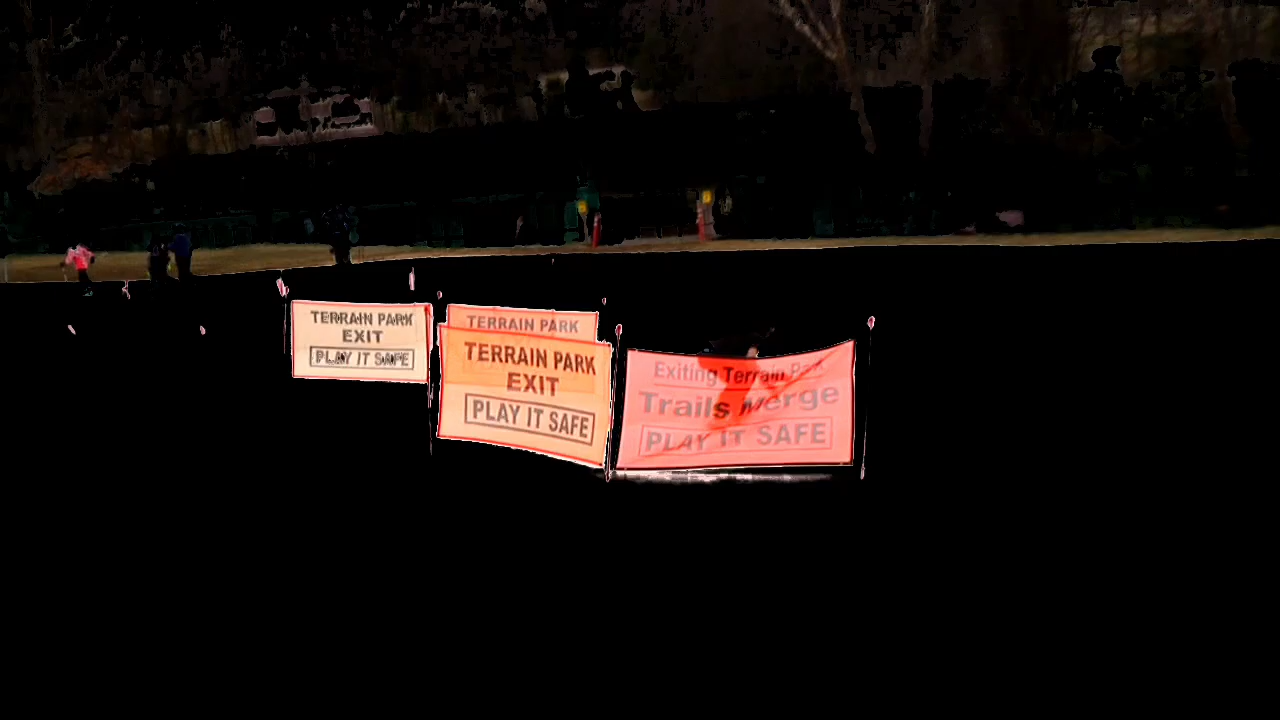 TERRAIN PARK
EXIT
PLAY IT SAFE
TERRAIN PARK
TERRAIN PARK
EXIT
PLAY IT SAFE
Exiting Terrain Park
Trails Merge
PLAY IT SAFE